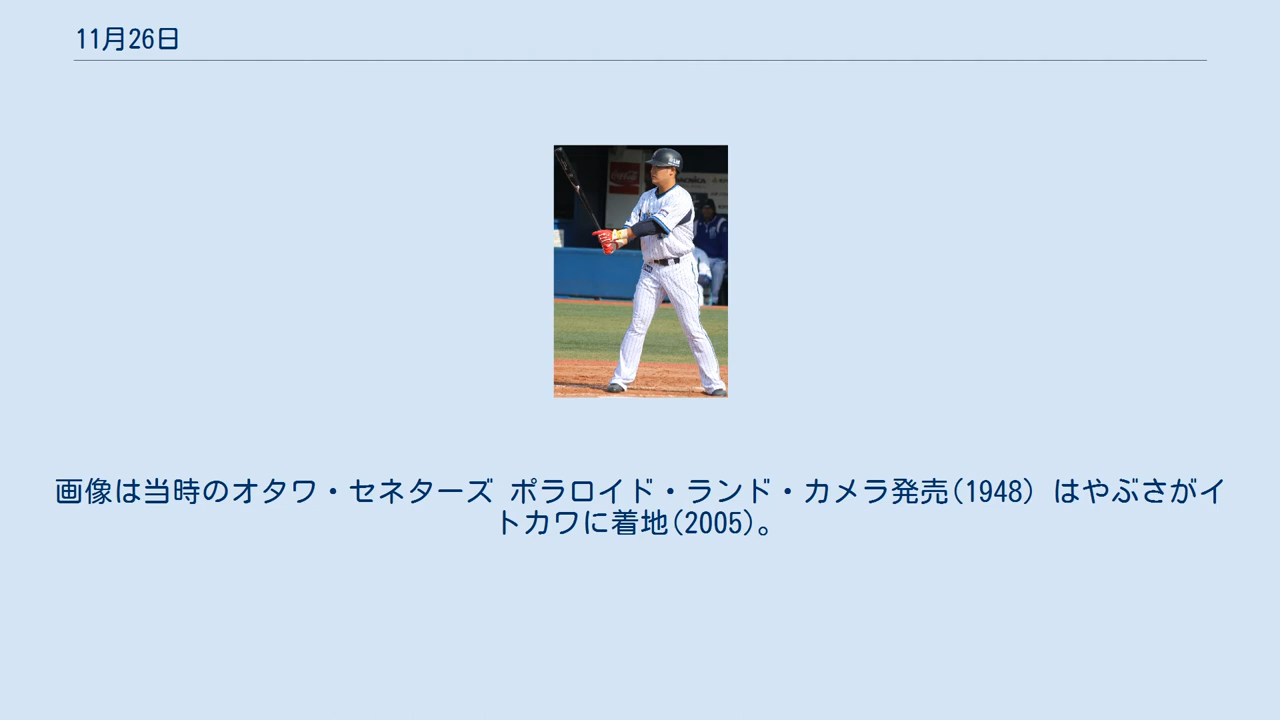 11月26日
Coca-Cola
画像は当時のオタワ・セネターズ ポラロイド・ランド・カメラ発売(1948) はやぶさがイ
トカワに着地(2005)。